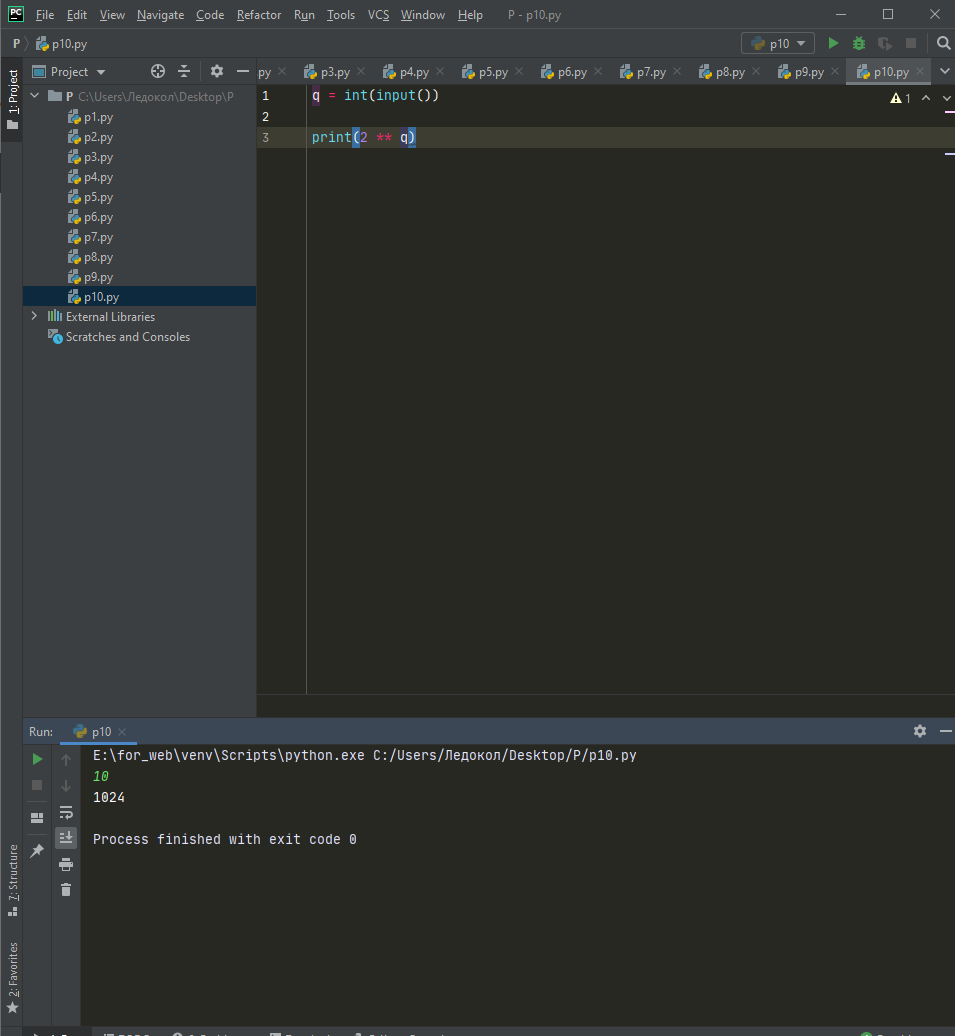 PC File Edit View Navigate Code Refactor Run Tools VCS Window Help P - p10.py
P p10.py p10
1: Project
Project
py p3.py p4.py p5.py p6.py p7.py p8.py p9.py p10.py
P C:\Users\Ледокол\Desktop\P
p1.py
p2.py
p3.py
p4.py
p5.py
p6.py
p7.py
p8.py
p9.py
p10.py
External Libraries
Scratches and Consoles
1 q = int(input())
2
3 print(2 ** q)
1
Run: p10
E:\for_web\venv\Scripts\python.exe C:/Users/Ледокол/Desktop/P/p10.py
10
1024
Process finished with exit code 0
7: Structure
2: Favorites